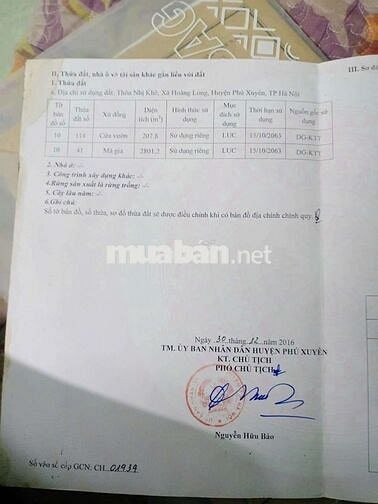 II. Thửa đất, nhà ở và tài sản khác gắn liền với đất
III. Sơ đồ
1. Thửa đất:
a. Địa chỉ sử dụng đất: Thôn Nhị Khê, Xã Hoàng Long, Huyện Phú Xuyên, TP Hà Nội
Tờ bản đồ số | Thửa đất số | Xứ đồng | Diện tích (m²) | Hình thức sử dụng | Mục đích sử dụng | Thời hạn sử dụng | Nguồn gốc sử dụng
10 | 114 | Cửa vườn | 207.8 | Sử dụng riêng | LUC | 15/10/2063 | DG-KTT
10 | 41 | Mã gia | 2801.2 | Sử dụng riêng | LUC | 15/10/2063 | DG-KTT
2. Nhà ở:
3. Công trình xây dựng khác:
4. Rừng sản xuất là rừng trồng:
5. Cây lâu năm:
6. Ghi chú:
Số tờ bản đồ, số thửa, sơ đồ thửa đất sẽ được điều chỉnh khi có bản đồ địa chính chính quy.
muaban.net
Ngày 30 tháng 12 năm 2016
TM. ỦY BAN NHÂN DÂN HUYỆN PHÚ XUYÊN
KT. CHỦ TỊCH
PHÓ CHỦ TỊCH
Nguyễn Hữu Bảo
Số vào sổ cấp GCN: CH 01939